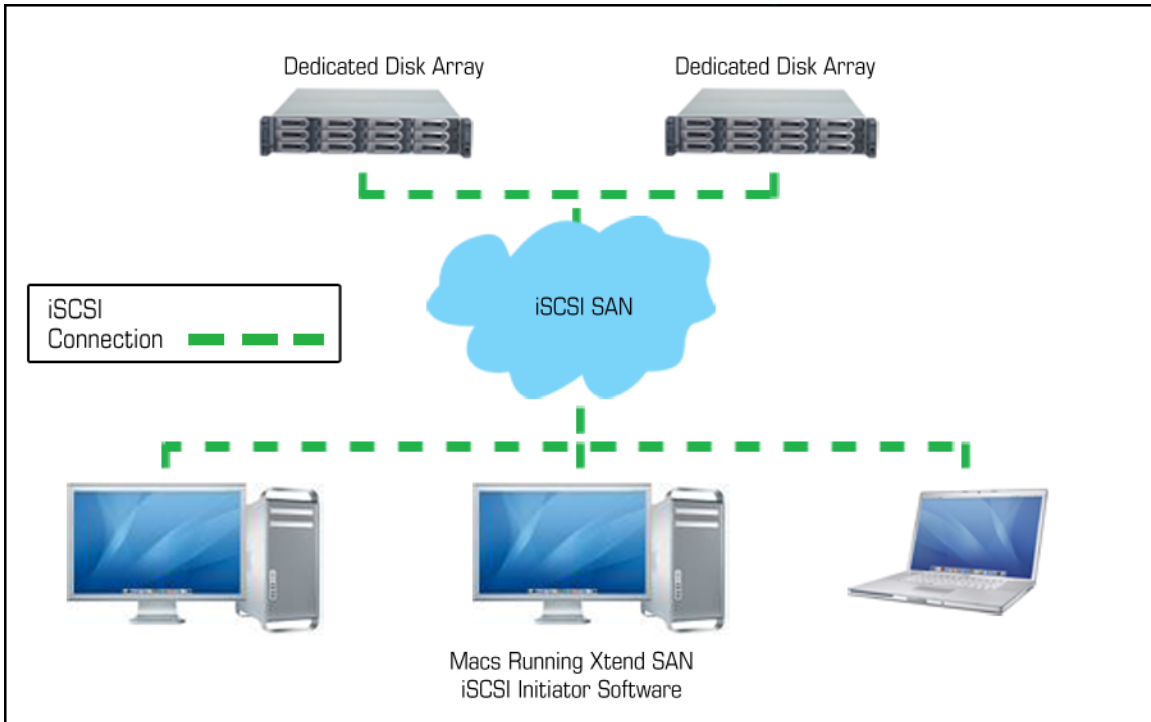 Dedicated Disk Array
Dedicated Disk Array
iSCSI SAN
iSCSI
Connection
Macs Running Xtend SAN
iSCSI Initiator Software